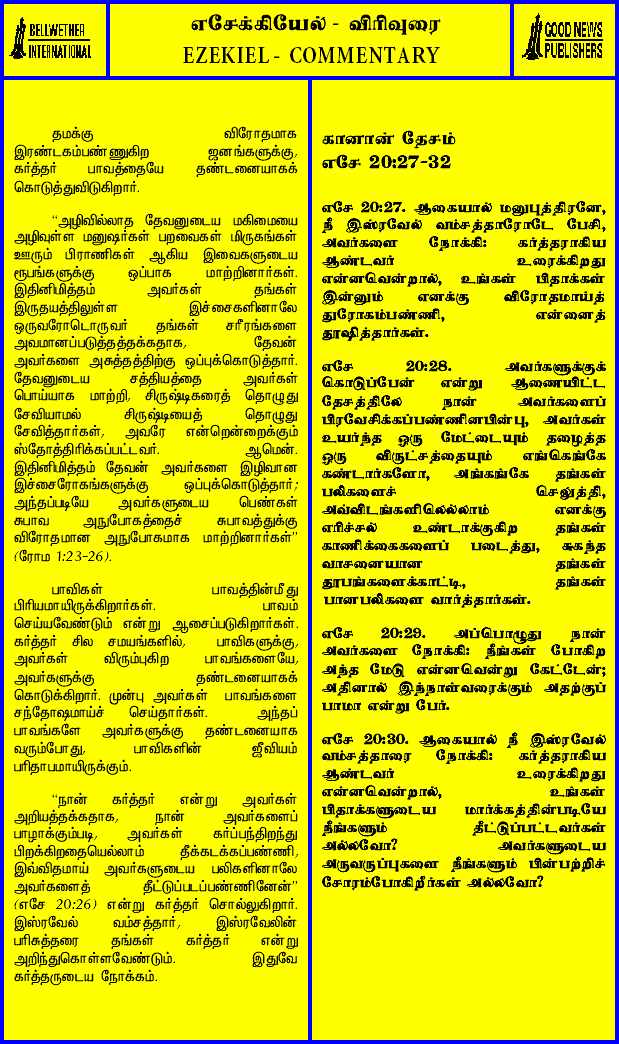 BELLWETHER
INTERNATIONAL
எசேக்கியேல் - விரிவுரை
EZEKIEL - COMMENTARY
GOOD NEWS
PUBLISHERS
தமக்கு விரோதமாக
இரண்டகம்பண்ணுகிற ஜனங்களுக்கு,
கர்த்தர் பாவத்தையே தண்டனையாகக்
கொடுத்துவிடுகிறார்.
“அழிவில்லாத தேவனுடைய மகிமையை
அழிவுள்ள மனுஷர்கள் பறவைகள் மிருகங்கள்
ஊரும் பிராணிகள் ஆகிய இவைகளுடைய
ரூபங்களுக்கு ஒப்பாக மாற்றினார்கள்.
இதினிமித்தம் அவர்கள் தங்கள்
இருதயத்திலுள்ள இச்சைகளினாலே
ஒருவரோடொருவர் தங்கள் சரீரங்களை
அவமானப்படுத்தத்தக்கதாக, தேவன்
அவர்களை அசுத்தத்திற்கு ஒப்புக்கொடுத்தார்.
தேவனுடைய சத்தியத்தை அவர்கள்
பொய்யாக மாற்றி, சிருஷ்டிகரைத் தொழுது
சேவியாமல் சிருஷ்டியைத் தொழுது
சேவித்தார்கள், அவரே என்றென்றைக்கும்
ஸ்தோத்திரிக்கப்பட்டவர். ஆமென்.
இதினிமித்தம் தேவன் அவர்களை இழிவான
இச்சைரோகங்களுக்கு ஒப்புக்கொடுத்தார்;
அந்தப்படியே அவர்களுடைய பெண்கள்
சுபாவ அநுபோகத்தைச் சுபாவத்துக்கு
விரோதமான அநுபோகமாக மாற்றினார்கள்”
(ரோம 1:23-26).
பாவிகள் பாவத்தின்மீது
பிரியமாயிருக்கிறார்கள். பாவம்
செய்யவேண்டும் என்று ஆசைப்படுகிறார்கள்.
கர்த்தர் சில சமயங்களில், பாவிகளுக்கு,
அவர்கள் விரும்புகிற பாவங்களையே,
அவர்களுக்கு தண்டனையாகக்
கொடுக்கிறார். முன்பு அவர்கள் பாவங்களை
சந்தோஷமாய்ச் செய்தார்கள். அந்தப்
பாவங்களே அவர்களுக்கு தண்டனையாக
வரும்போது, பாவிகளின் ஜீவியம்
பரிதாபமாயிருக்கும்.
“நான் கர்த்தர் என்று அவர்கள்
அறியத்தக்கதாக, நான் அவர்களைப்
பாழாக்கும்படி, அவர்கள் கர்ப்பந்திறந்து
பிறக்கிறதையெல்லாம் தீக்கடக்கப்பண்ணி,
இவ்விதமாய் அவர்களுடைய பலிகளினாலே
அவர்களைத் தீட்டுப்படப்பண்ணினேன்”
(எசே 20:26) என்று கர்த்தர் சொல்லுகிறார்.
இஸ்ரவேல் வம்சத்தார், இஸ்ரவேலின்
பரிசுத்தரை தங்கள் கர்த்தர் என்று
அறிந்துகொள்ளவேண்டும். இதுவே
கர்த்தருடைய நோக்கம்.
கானான் தேசம்
எசே 20:27-32
எசே 20:27. ஆகையால் மனுபுத்திரனே,
நீ இஸ்ரவேல் வம்சத்தாரோடே பேசி,
அவர்களை நோக்கி: கர்த்தராகிய
ஆண்டவர் உரைக்கிறது
என்னவென்றால், உங்கள் பிதாக்கள்
இன்னும் எனக்கு விரோதமாய்த்
துரோகம்பண்ணி, என்னைத்
தூஷித்தார்கள்.
எசே 20:28. அவர்களுக்குக்
கொடுப்பேன் என்று ஆணையிட்ட
தேசத்திலே நான் அவர்களைப்
பிரவேசிக்கப்பண்ணினபின்பு, அவர்கள்
உயர்ந்த ஒரு மேட்டையும் தழைத்த
ஒரு விருட்சத்தையும் எங்கெங்கே
கண்டார்களோ, அங்கங்கே தங்கள்
பலிகளைச் செலுத்தி,
அவ்விடங்களிலெல்லாம் எனக்கு
எரிச்சல் உண்டாக்குகிற தங்கள்
காணிக்கைகளைப் படைத்து, சுகந்த
வாசனையான தங்கள்
தூபங்களைக்காட்டி, தங்கள்
பானபலிகளை வார்த்தார்கள்.
எசே 20:29. அப்பொழுது நான்
அவர்களை நோக்கி: நீங்கள் போகிற
அந்த மேடு என்னவென்று கேட்டேன்;
அதினால் இந்நாள்வரைக்கும் அதற்குப்
பாமா என்று பேர்.
எசே 20:30. ஆகையால் நீ இஸ்ரவேல்
வம்சத்தாரை நோக்கி: கர்த்தராகிய
ஆண்டவர் உரைக்கிறது
என்னவென்றால், உங்கள்
பிதாக்களுடைய மார்க்கத்தின்படியே
நீங்களும் தீட்டுப்பட்டவர்கள்
அல்லவோ? அவர்களுடைய
அருவருப்புகளை நீங்களும் பின்பற்றிச்
சோரம்போகிறீர்கள் அல்லவோ?